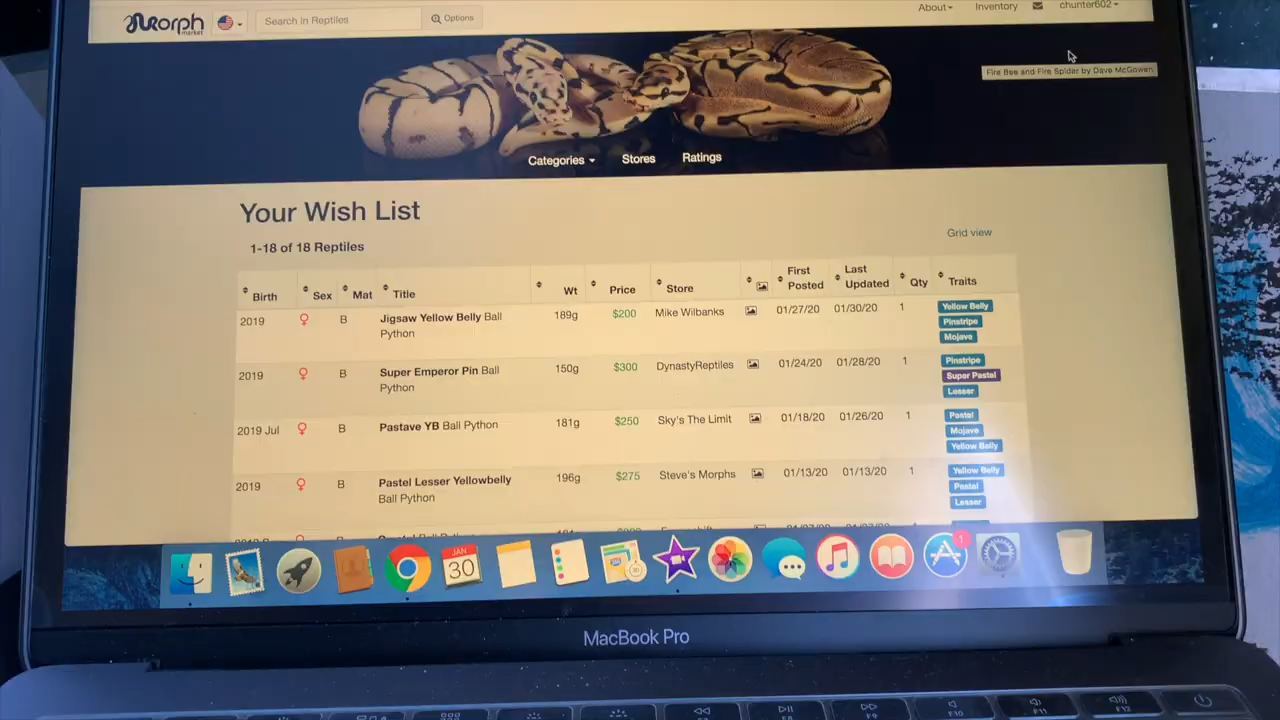 About
Inventory
chunter602
Morph
market
Search in Reptiles
Options
Fire Bee and Fire Spider by Dave McGowen
Categories
Stores
Ratings
Your Wish List
1-18 of 18 Reptiles
Grid view
Birth Sex Mat Title Wt Price Store First Posted Last Updated Qty Traits
2019 B Jigsaw Yellow Belly Ball Python 189g $200 Mike Wilbanks 01/27/20 01/30/20 1 Yellow Belly Pinstripe Mojave
2019 B Super Emperor Pin Ball Python 150g $300 DynastyReptiles 01/24/20 01/28/20 1 Pinstripe Super Pastel Lesser
2019 Jul B Pastave YB Ball Python 181g $250 Sky's The Limit 01/18/20 01/26/20 1 Pastel Mojave Yellow Belly
2019 B Pastel Lesser Yellowbelly Ball Python 196g $275 Steve's Morphs 01/13/20 01/13/20 1 Yellow Belly Pastel Lesser
JAN
30
1
MacBook Pro
F10
F11
F12